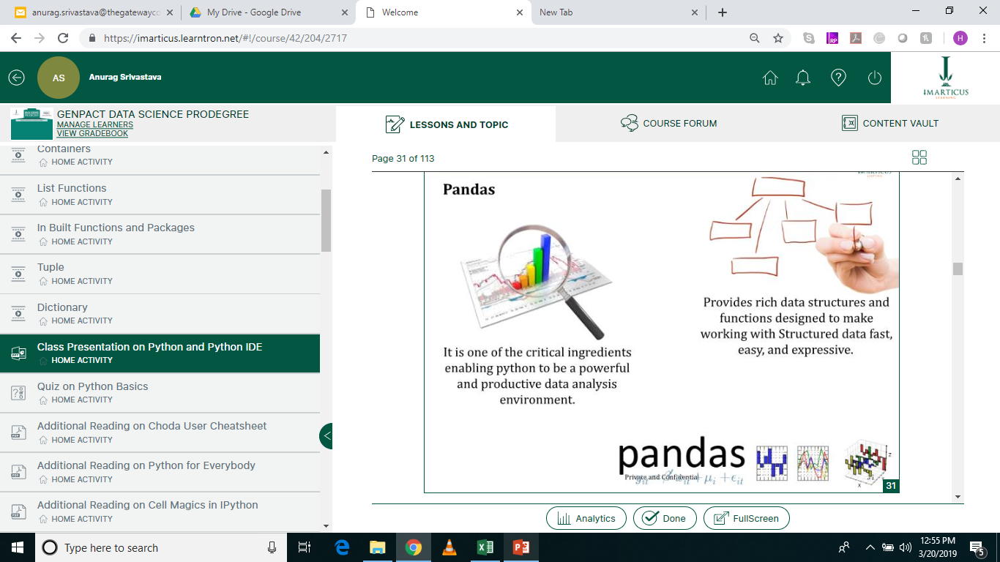 anurag.srivastava@thegatewayco
My Drive - Google Drive
Welcome
New Tab
https://imarticus.learntron.net/#!/course/42/204/2717
H
AS
Anurag Srivastava
IMARTICUS
LEARNING
GENPACT DATA SCIENCE PRODEGREE
MANAGE LEARNERS
VIEW GRADEBOOK
LESSONS AND TOPIC
COURSE FORUM
CONTENT VAULT
Containers
HOME ACTIVITY
List Functions
HOME ACTIVITY
In Built Functions and Packages
HOME ACTIVITY
Tuple
HOME ACTIVITY
Dictionary
HOME ACTIVITY
Class Presentation on Python and Python IDE
HOME ACTIVITY
Quiz on Python Basics
HOME ACTIVITY
Additional Reading on Choda User Cheatsheet
HOME ACTIVITY
Additional Reading on Python for Everybody
HOME ACTIVITY
Additional Reading on Cell Magics in IPython
HOME ACTIVITY
Page 31 of 113
Pandas
It is one of the critical ingredients
enabling python to be a powerful
and productive data analysis
environment.
Provides rich data structures and
functions designed to make
working with Structured data fast,
easy, and expressive.
pandas
Private and Confidential
31
Analytics
Done
FullScreen
Type here to search
12:55 PM
3/20/2019
5